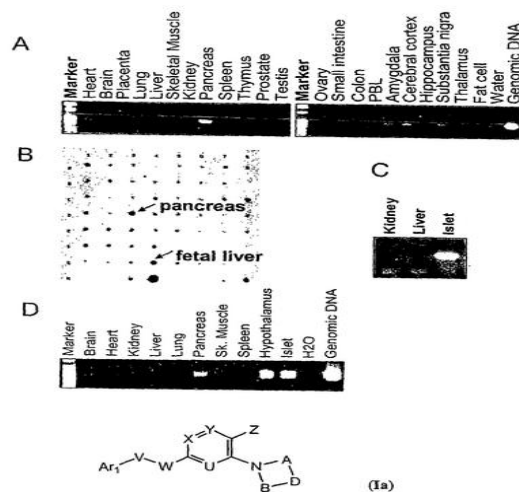 A
Marker
Heart
Brain
Placenta
Lung
Liver
Skeletal Muscle
Kidney
Pancreas
Spleen
Thymus
Prostate
Testis
Marker
Ovary
Small intestine
Colon
PBL
Amygdala
Cerebral cortex
Hippocampus
Substantia nigra
Thalamus
Fat cell
Water
Genomic DNA
B
pancreas
fetal liver
C
Kidney
Liver
Islet
D
Marker
Brain
Heart
Kidney
Liver
Lung
Pancreas
Sk. Muscle
Spleen
Hypothalamus
Islet
H2O
Genomic DNA
X=Y Z
Ar1 V W U N A
B D
(Ia)